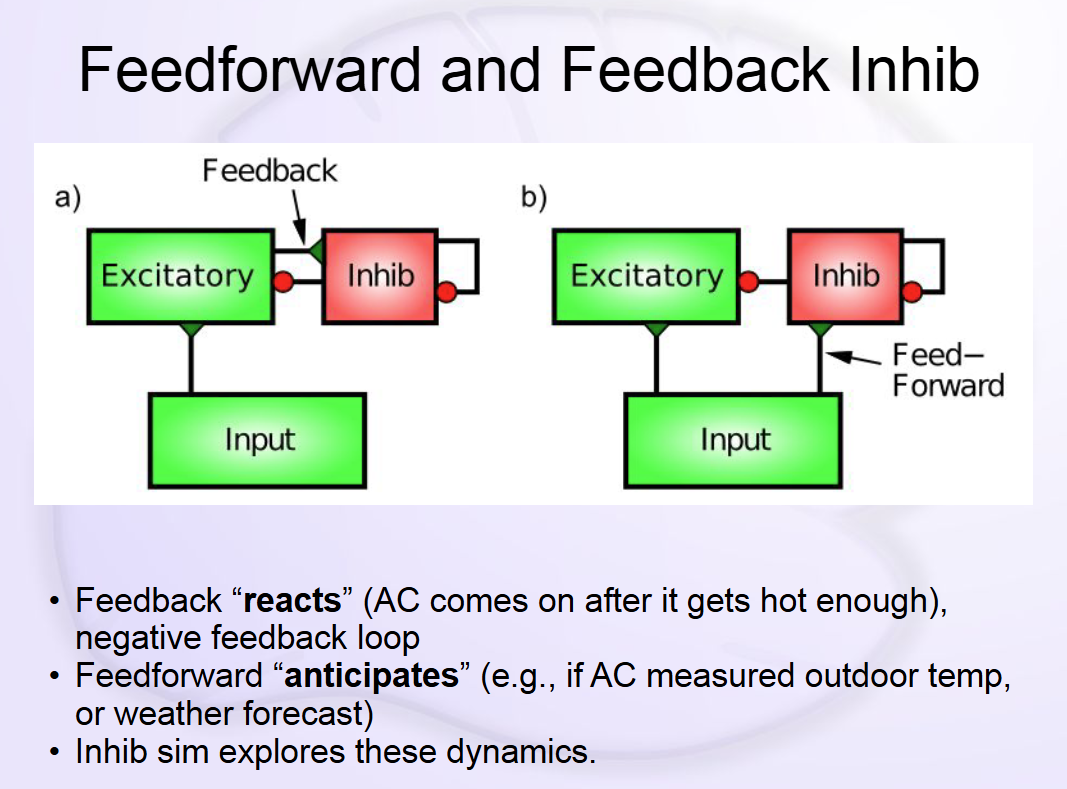 Feedforward and Feedback Inhib
a)
Feedback
Excitatory
Inhib
Input
b)
Excitatory
Inhib
Feed–
Forward
Input
• Feedback “reacts” (AC comes on after it gets hot enough),
negative feedback loop
• Feedforward “anticipates” (e.g., if AC measured outdoor temp,
or weather forecast)
• Inhib sim explores these dynamics.